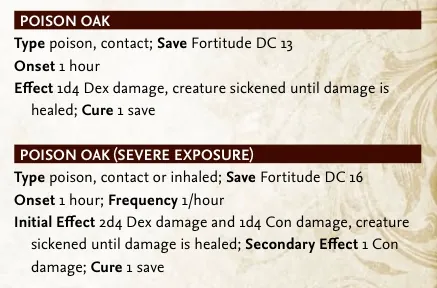 POISON OAK
Type poison, contact; Save Fortitude DC 13
Onset 1 hour
Effect 1d4 Dex damage, creature sickened until damage is
healed; Cure 1 save
POISON OAK (SEVERE EXPOSURE)
Type poison, contact or inhaled; Save Fortitude DC 16
Onset 1 hour; Frequency 1/hour
Initial Effect 2d4 Dex damage and 1d4 Con damage, creature
sickened until damage is healed; Secondary Effect 1 Con
damage; Cure 1 save